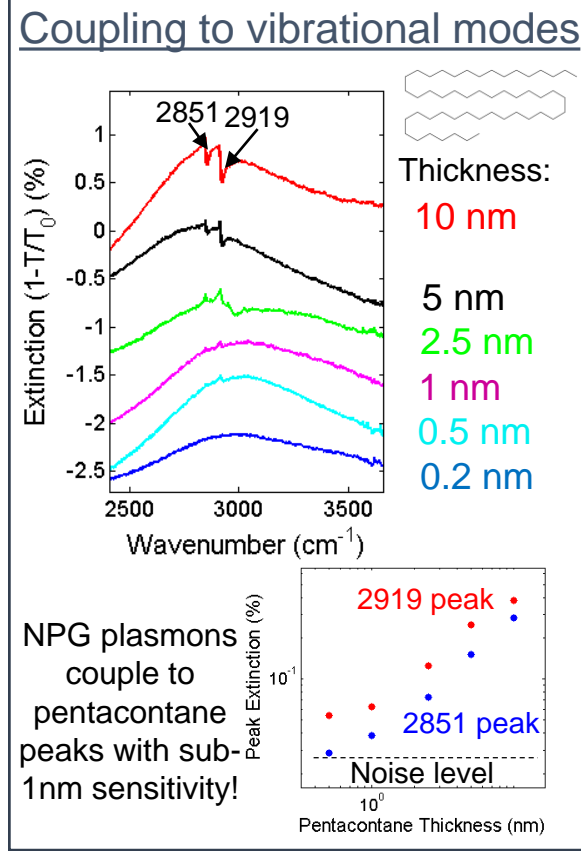 Coupling to vibrational modes
2851
2919
Extinction (1-T/T₀) (%)
1
0.5
0
-0.5
-1
-1.5
-2
-2.5
2500 3000 3500
Wavenumber (cm⁻¹)
Thickness:
10 nm
5 nm
2.5 nm
1 nm
0.5 nm
0.2 nm
NPG plasmons
couple to
pentacontane
peaks with sub-
1nm sensitivity!
Peak Extinction (%)
10⁻¹
2919 peak
2851 peak
Noise level
10⁰
Pentacontane Thickness (nm)